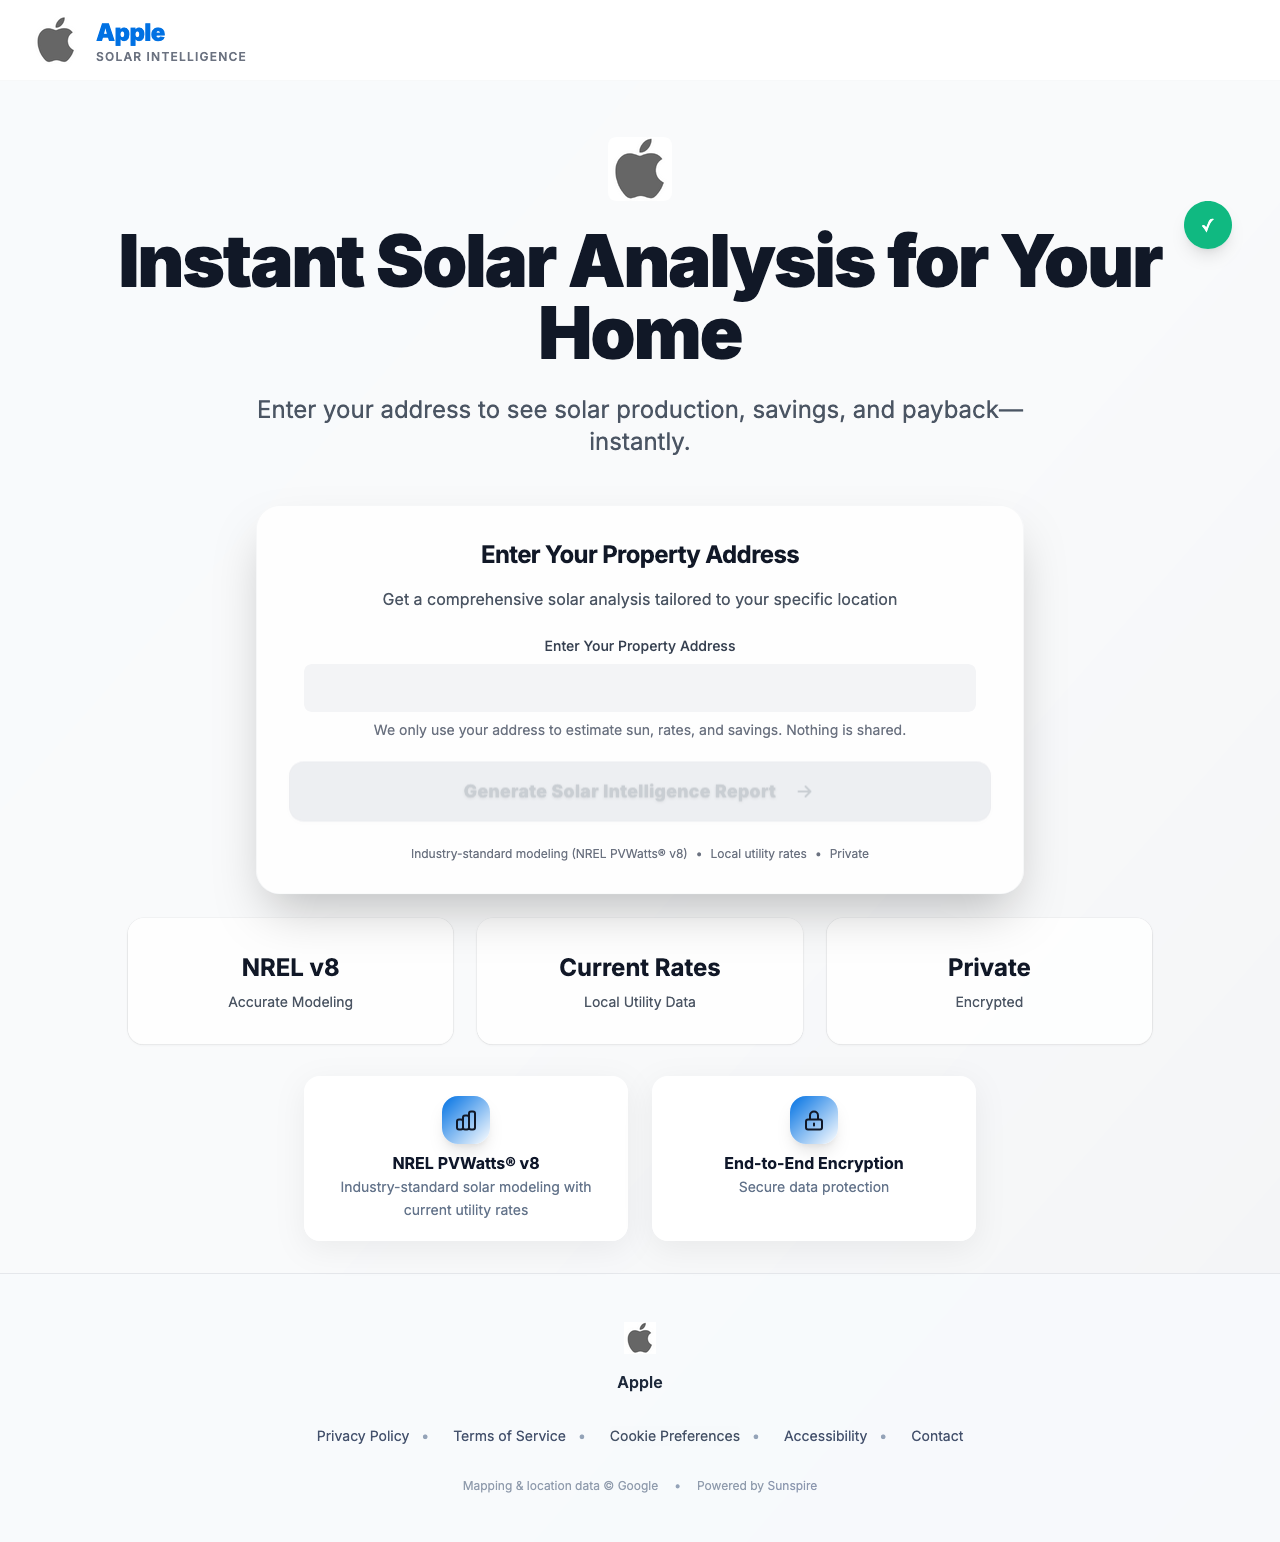 Apple
SOLAR INTELLIGENCE
Instant Solar Analysis for Your
Home
Enter your address to see solar production, savings, and payback—
instantly.
Enter Your Property Address
Get a comprehensive solar analysis tailored to your specific location
Enter Your Property Address
We only use your address to estimate sun, rates, and savings. Nothing is shared.
Generate Solar Intelligence Report →
Industry-standard modeling (NREL PVWatts® v8) • Local utility rates • Private
NREL v8
Accurate Modeling
Current Rates
Local Utility Data
Private
Encrypted
NREL PVWatts® v8
Industry-standard solar modeling with
current utility rates
End-to-End Encryption
Secure data protection
Apple
Privacy Policy • Terms of Service • Cookie Preferences • Accessibility • Contact
Mapping & location data © Google • Powered by Sunspire